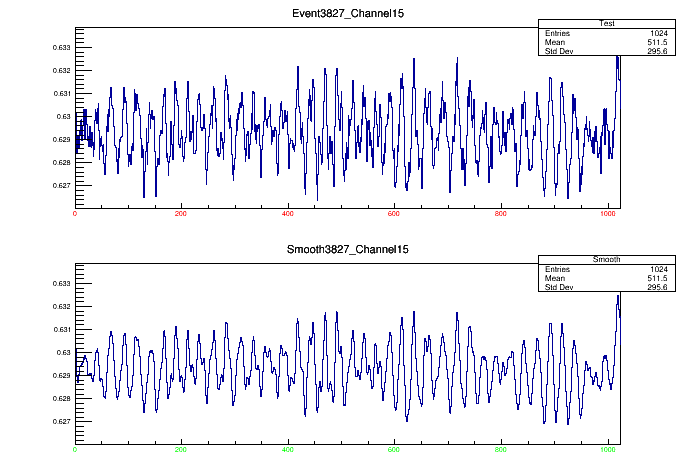 Event3827_Channel15
Test
Entries 1024
Mean 511.5
Std Dev 295.6
0.633
0.632
0.631
0.63
0.629
0.628
0.627
0 200 400 600 800 1000
Smooth3827_Channel15
Smooth
Entries 1024
Mean 511.5
Std Dev 295.6
0.633
0.632
0.631
0.63
0.629
0.628
0.627
0 200 400 600 800 1000